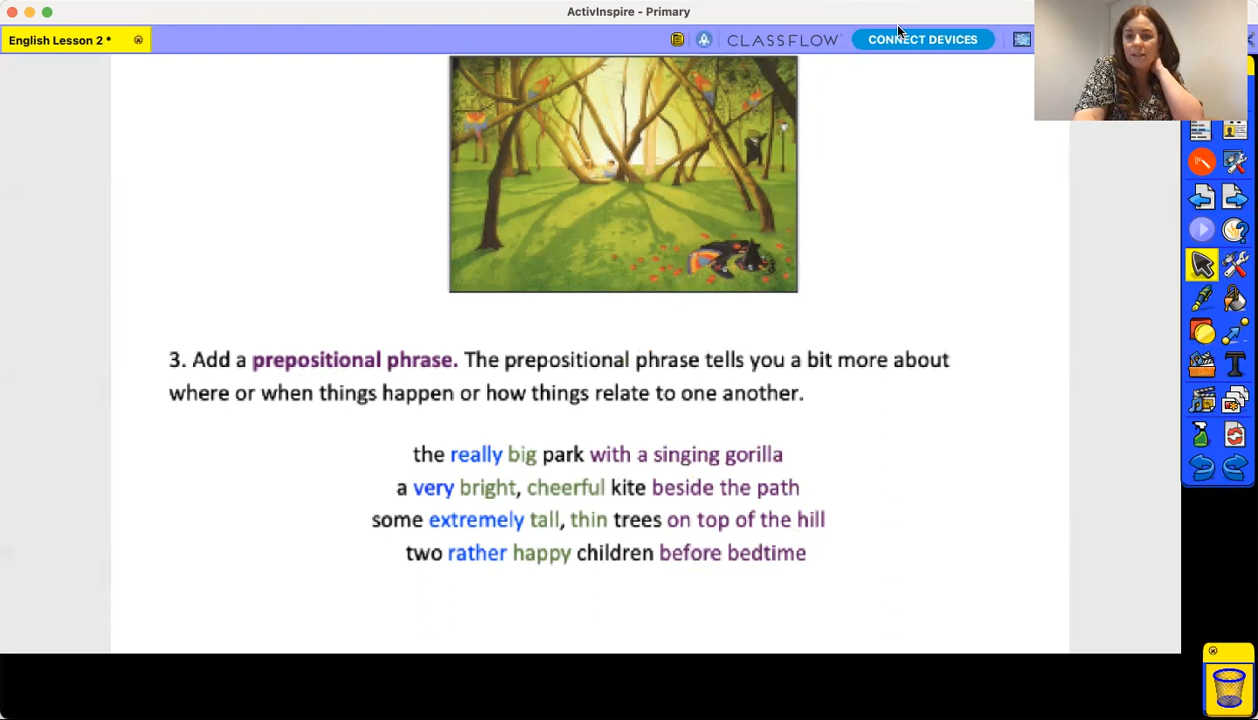 ActivInspire - Primary
English Lesson 2 *
CLASSFLOW
CONNECT DEVICES
3. Add a prepositional phrase. The prepositional phrase tells you a bit more about
where or when things happen or how things relate to one another.
the really big park with a singing gorilla
a very bright, cheerful kite beside the path
some extremely tall, thin trees on top of the hill
two rather happy children before bedtime